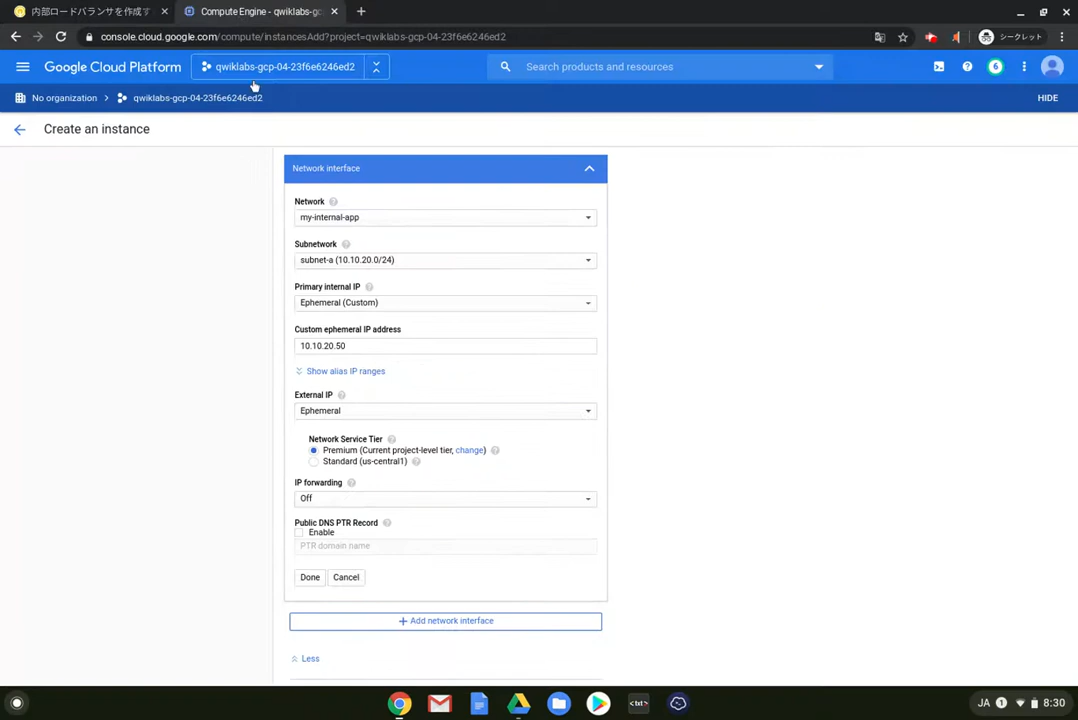 内部ロードバランサを作成す
Compute Engine - qwiklabs-gc
console.cloud.google.com/compute/instancesAdd?project=qwiklabs-gcp-04-23f6e6246ed2
シークレット
Google Cloud Platform
qwiklabs-gcp-04-23f6e6246ed2
Search products and resources
6
No organization
qwiklabs-gcp-04-23f6e6246ed2
HIDE
Create an instance
Network interface
Network
my-internal-app
Subnetwork
subnet-a (10.10.20.0/24)
Primary internal IP
Ephemeral (Custom)
Custom ephemeral IP address
10.10.20.50
Show alias IP ranges
External IP
Ephemeral
Network Service Tier
Premium (Current project-level tier, change)
Standard (us-central1)
IP forwarding
Off
Public DNS PTR Record
Enable
PTR domain name
Done Cancel
+ Add network interface
Less
<txt>
JA 1 8:30